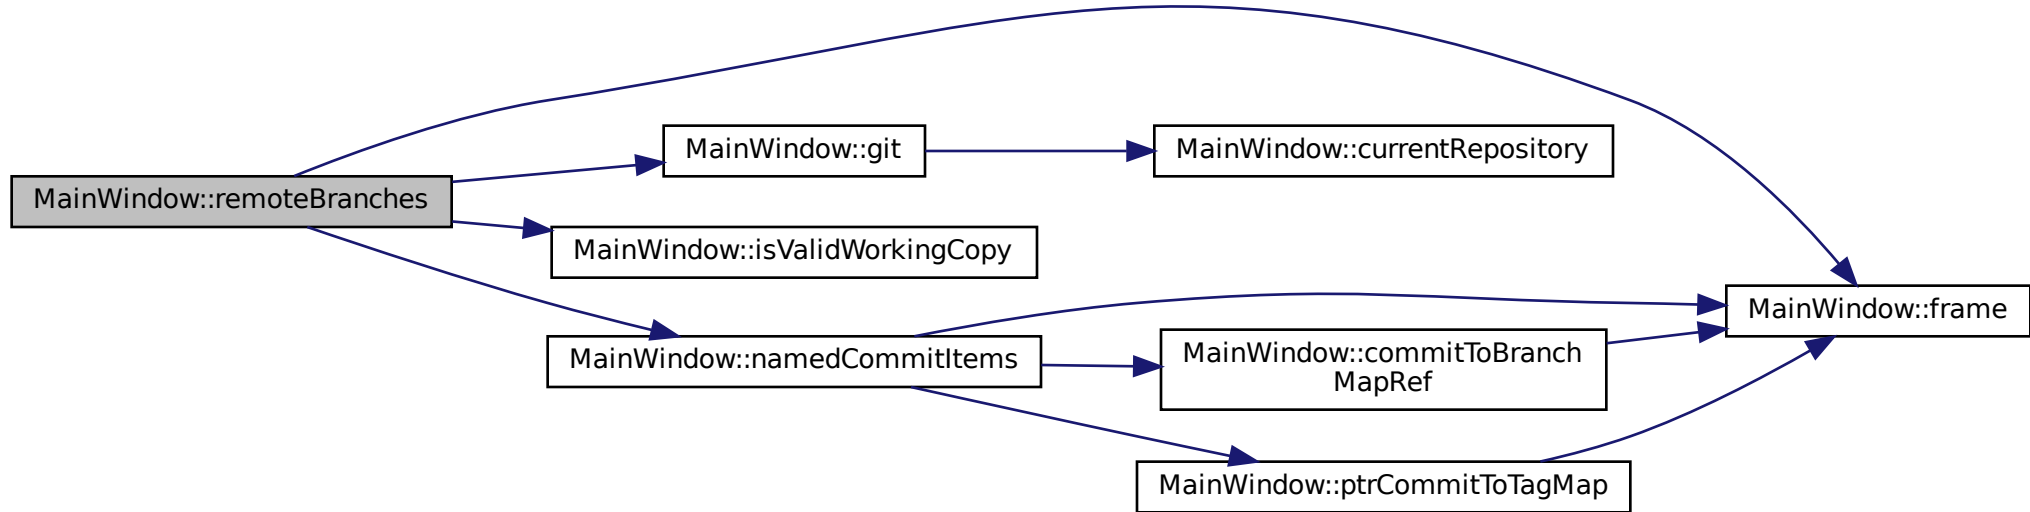 MainWindow::remoteBranches
MainWindow::git
MainWindow::currentRepository
MainWindow::isValidWorkingCopy
MainWindow::namedCommitItems
MainWindow::commitToBranch
MapRef
MainWindow::ptrCommitToTagMap
MainWindow::frame